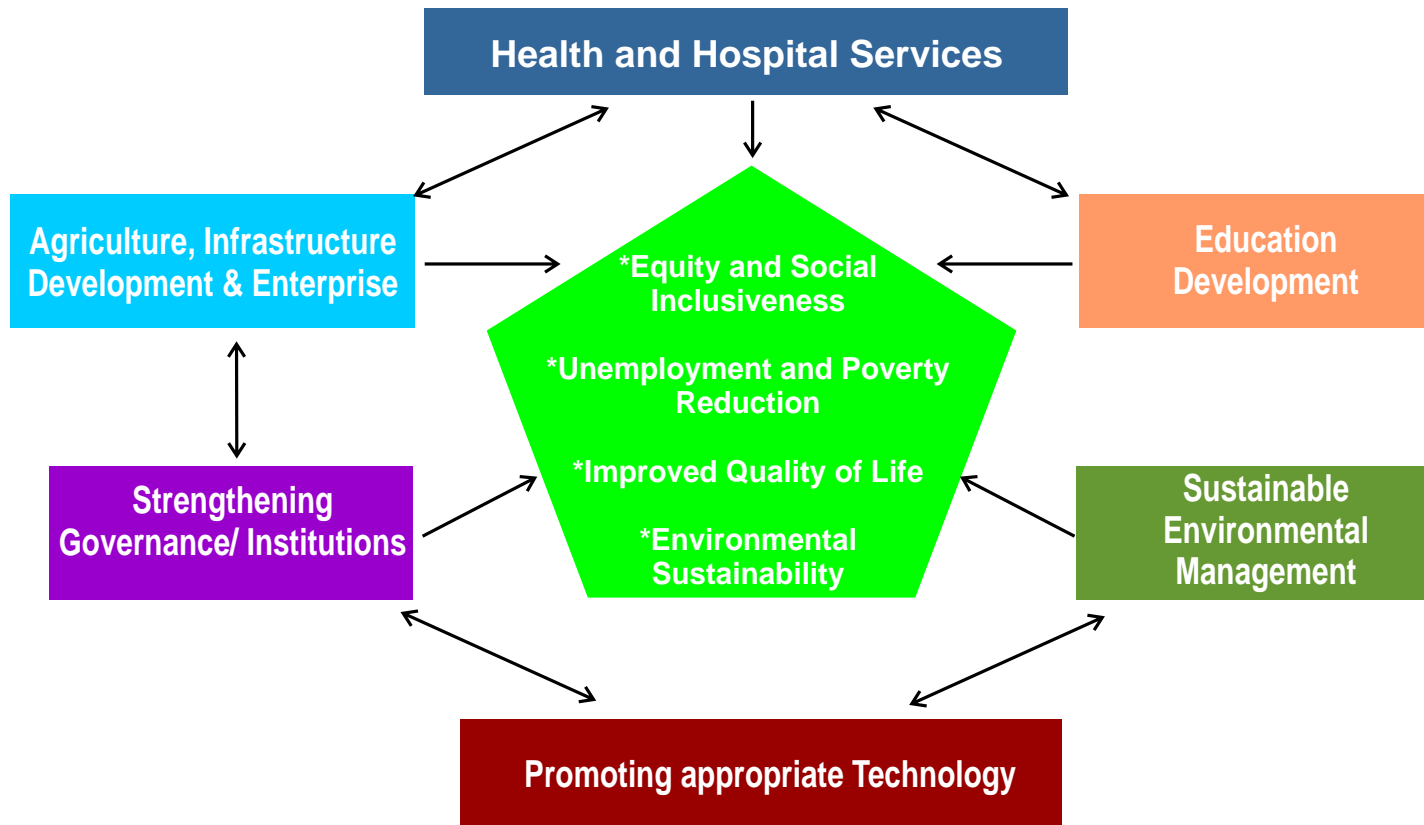 Health and Hospital Services
Agriculture, Infrastructure
Development & Enterprise
Education
Development
*Equity and Social
Inclusiveness
*Unemployment and Poverty
Reduction
*Improved Quality of Life
*Environmental
Sustainability
Strengthening
Governance/ Institutions
Sustainable
Environmental
Management
Promoting appropriate Technology